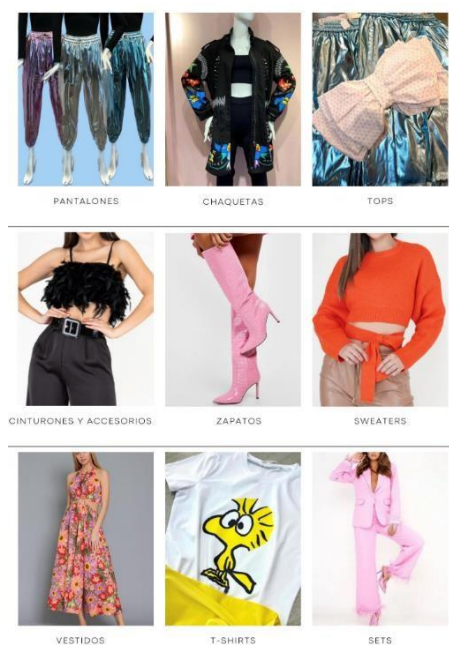 PANTALONES
CHAQUETAS
TOPS
CINTURONES Y ACCESORIOS
ZAPATOS
SWEATERS
VESTIDOS
T-SHIRTS
SETS